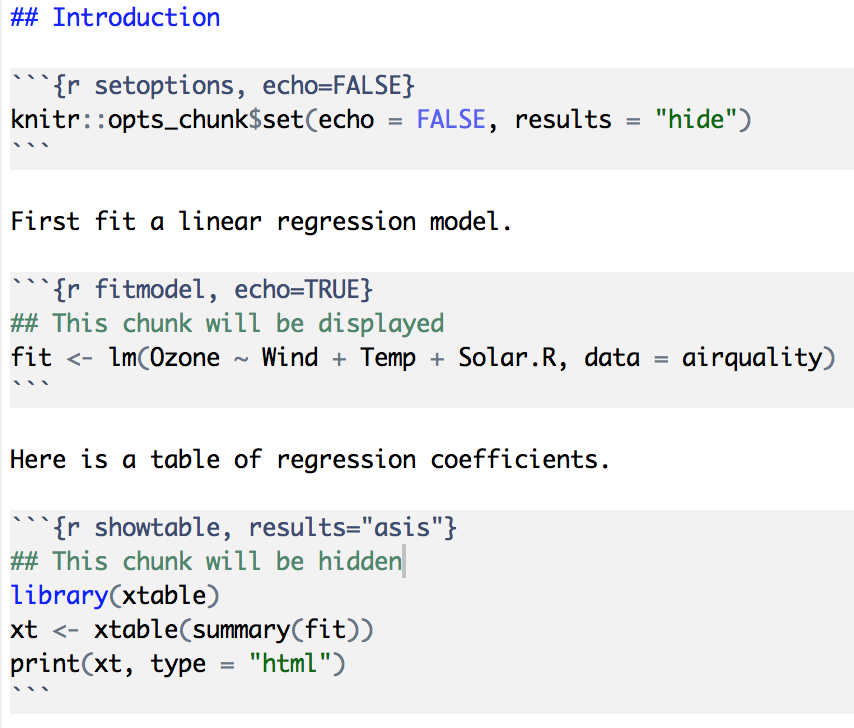 ## Introduction
```{r setoptions, echo=FALSE}
knitr::opts_chunk$set(echo = FALSE, results = "hide")
```
First fit a linear regression model.
```{r fitmodel, echo=TRUE}
## This chunk will be displayed
fit <- lm(Ozone ~ Wind + Temp + Solar.R, data = airquality)
```
Here is a table of regression coefficients.
```{r showtable, results="asis"}
## This chunk will be hidden
library(xtable)
xt <- xtable(summary(fit))
print(xt, type = "html")
```